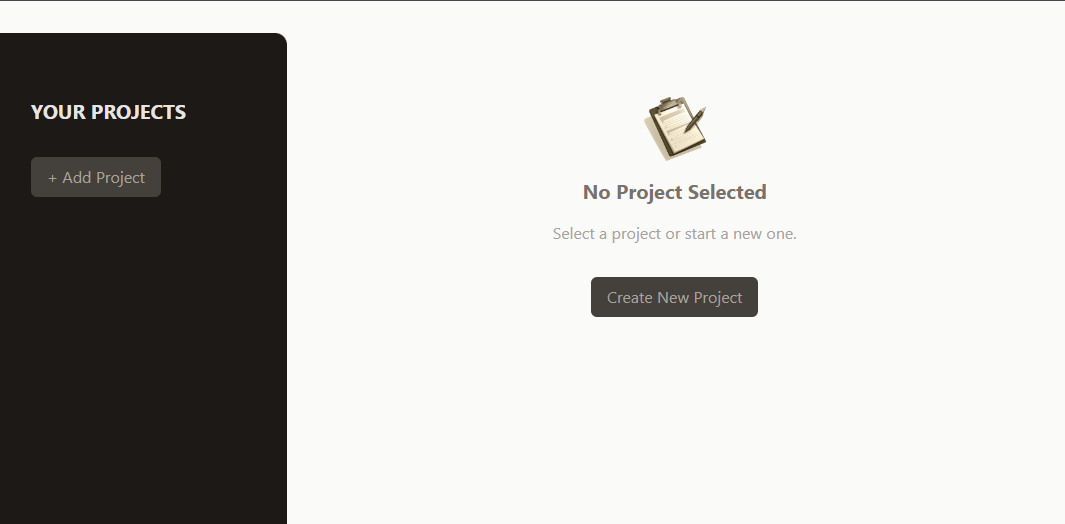 YOUR PROJECTS
+ Add Project
No Project Selected
Select a project or start a new one.
Create New Project